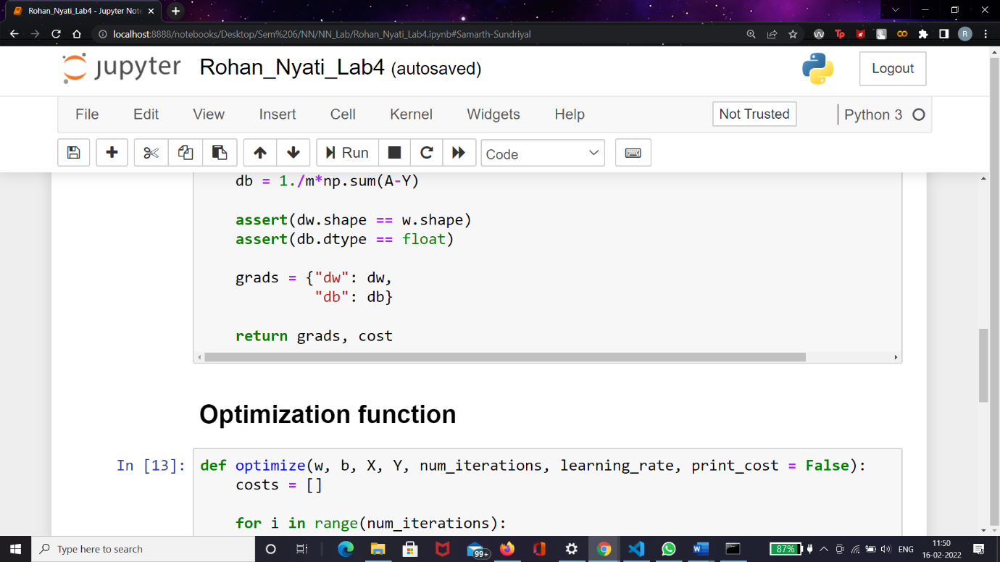 Rohan_Nyati_Lab4 - Jupyter Note
localhost:8888/notebooks/Desktop/Sem%206/NN/NN_Lab/Rohan_Nyati_Lab4.ipynb#Samarth-Sundriyal
Tp
R
jupyter Rohan_Nyati_Lab4 (autosaved)
Logout
File Edit View Insert Cell Kernel Widgets Help
Not Trusted
Python 3
Run
Code
db = 1./m*np.sum(A-Y)
assert(dw.shape == w.shape)
assert(db.dtype == float)
grads = {"dw": dw,
"db": db}
return grads, cost
Optimization function
In [13]: def optimize(w, b, X, Y, num_iterations, learning_rate, print_cost = False):
costs = []
for i in range(num_iterations):
Type here to search
99+
87%
ENG
11:50
16-02-2022